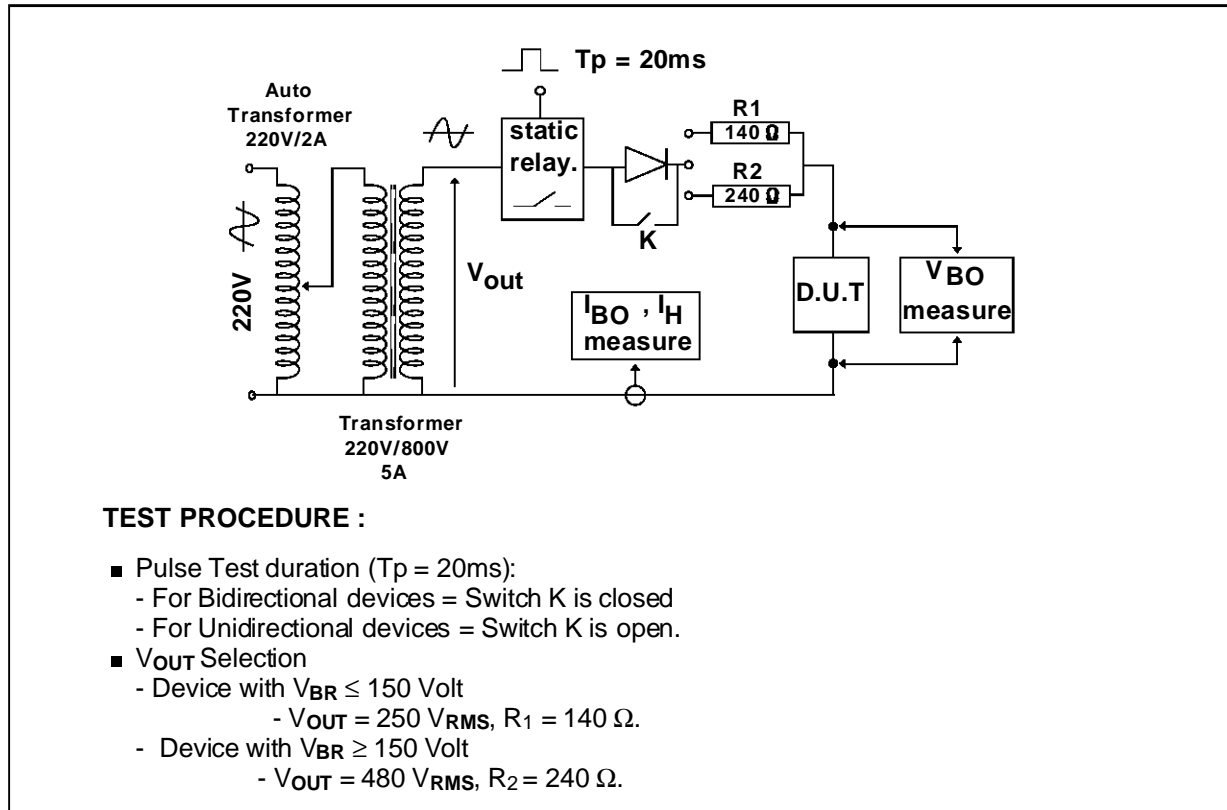 Tp = 20ms
Auto
Transformer
220V/2A
static
relay.
R1
140 Ω
R2
240 Ω
K
220V
Vout
D.U.T
VBO
measure
IBO , IH
measure
Transformer
220V/800V
5A
TEST PROCEDURE :
■ Pulse Test duration (Tp = 20ms):
- For Bidirectional devices = Switch K is closed
- For Unidirectional devices = Switch K is open.
■ VOUT Selection
- Device with VBR ≤ 150 Volt
- VOUT = 250 VRMS, R1 = 140 Ω.
- Device with VBR ≥ 150 Volt
- VOUT = 480 VRMS, R2 = 240 Ω.